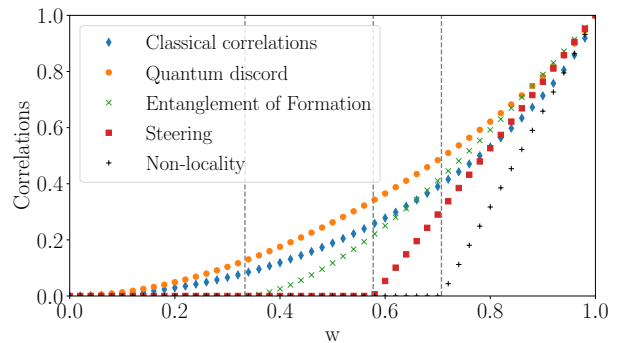 1.0
0.8
0.6
0.4
0.2
0.0
Correlations
Classical correlations
Quantum discord
Entanglement of Formation
Steering
Non-locality
0.0 0.2 0.4 0.6 0.8 1.0
w